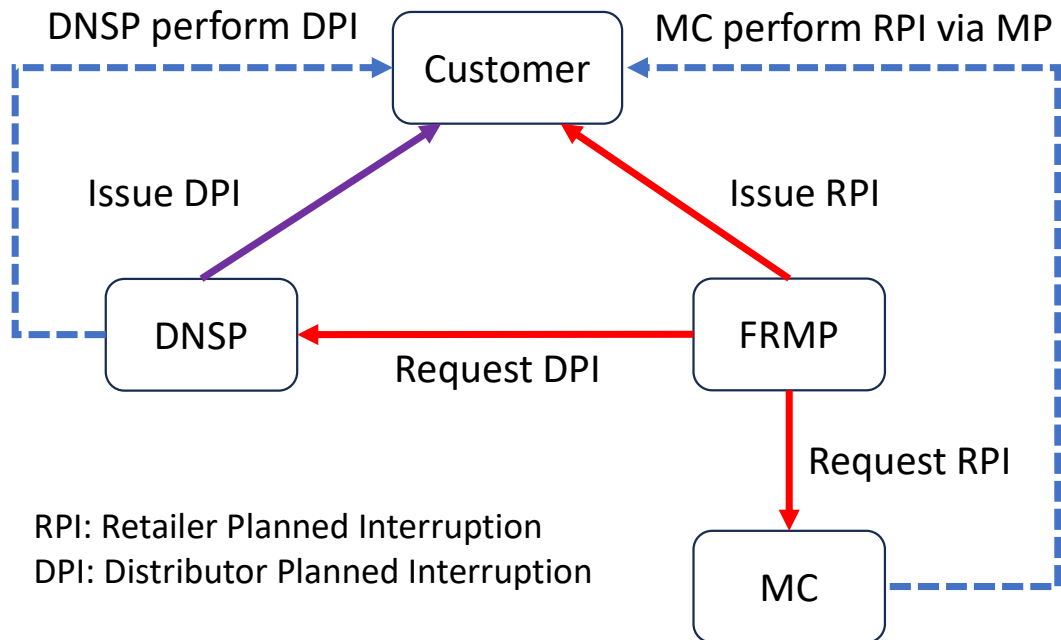 DNSP perform DPI
MC perform RPI via MP
Customer
Issue DPI
Issue RPI
DNSP
FRMP
Request DPI
Request RPI
RPI: Retailer Planned Interruption
DPI: Distributor Planned Interruption
MC